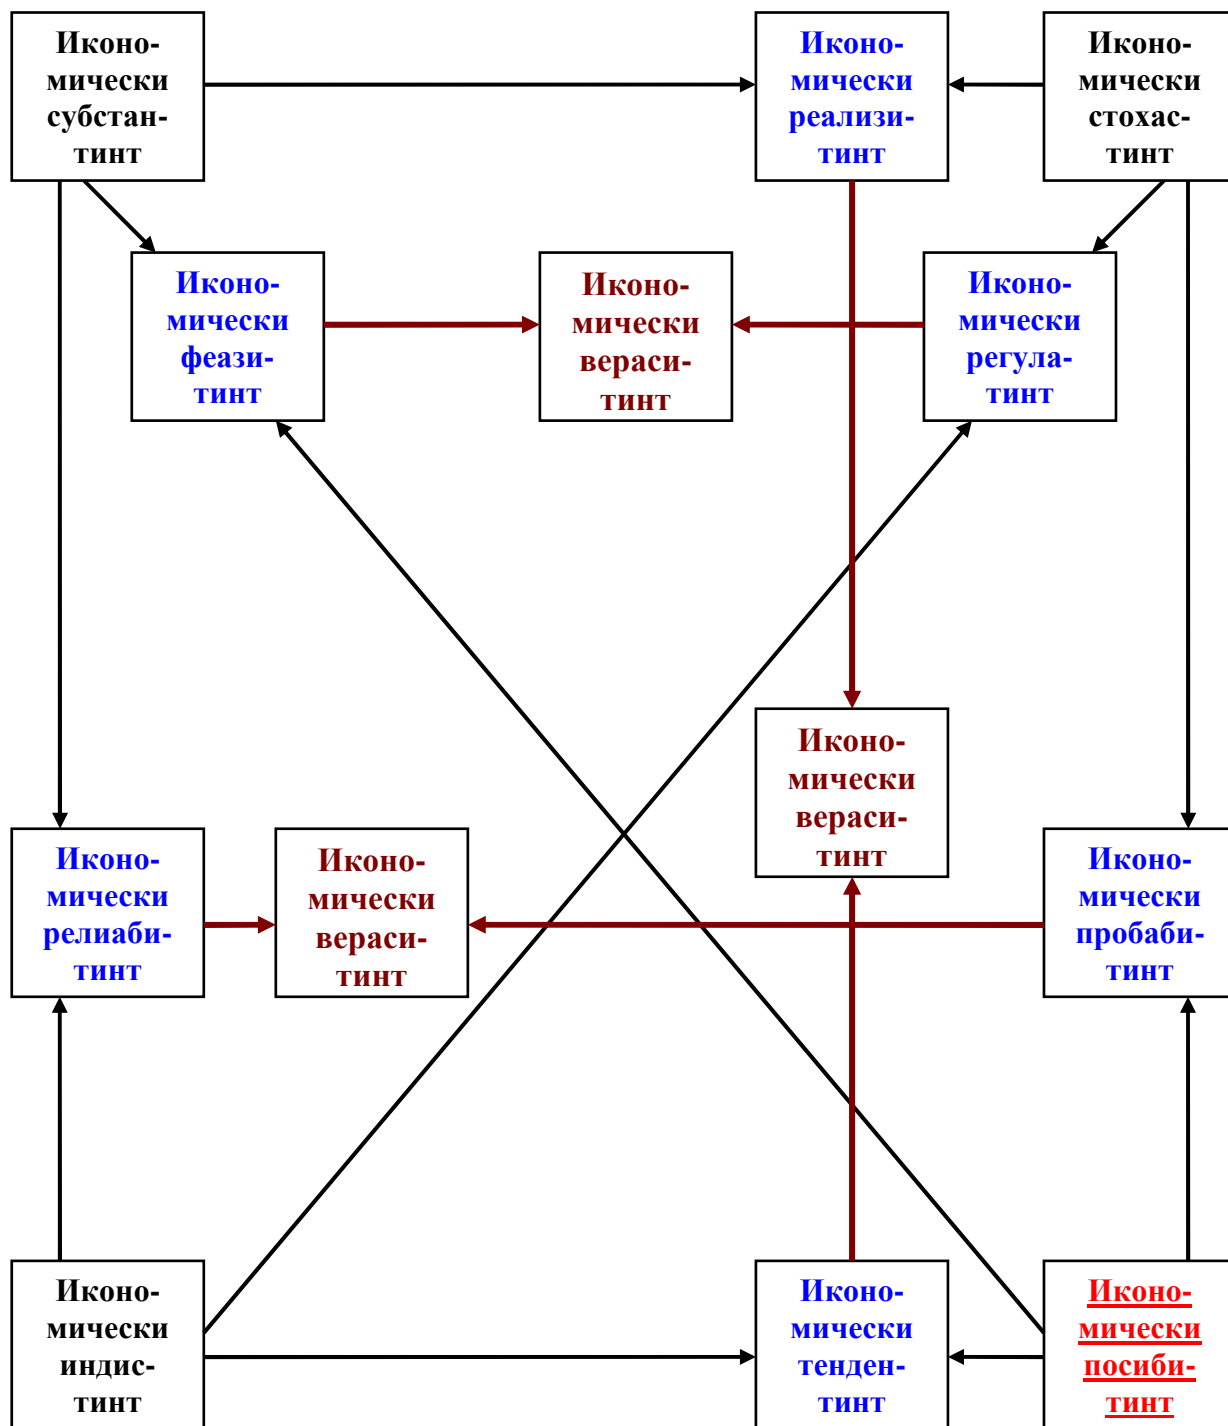 Иконо-
мически
субстан-
тинт
Иконо-
мически
реализи-
тинт
Иконо-
мически
стохас-
тинт
Иконо-
мически
феази-
тинт
Иконо-
мически
вераси-
тинт
Иконо-
мически
регула-
тинт
Иконо-
мически
вераси-
тинт
Иконо-
мически
релиаби-
тинт
Иконо-
мически
вераси-
тинт
Иконо-
мически
пробаби-
тинт
Иконо-
мически
индис-
тинт
Иконо-
мически
тенден-
тинт
Иконо-
мически
посиби-
тинт